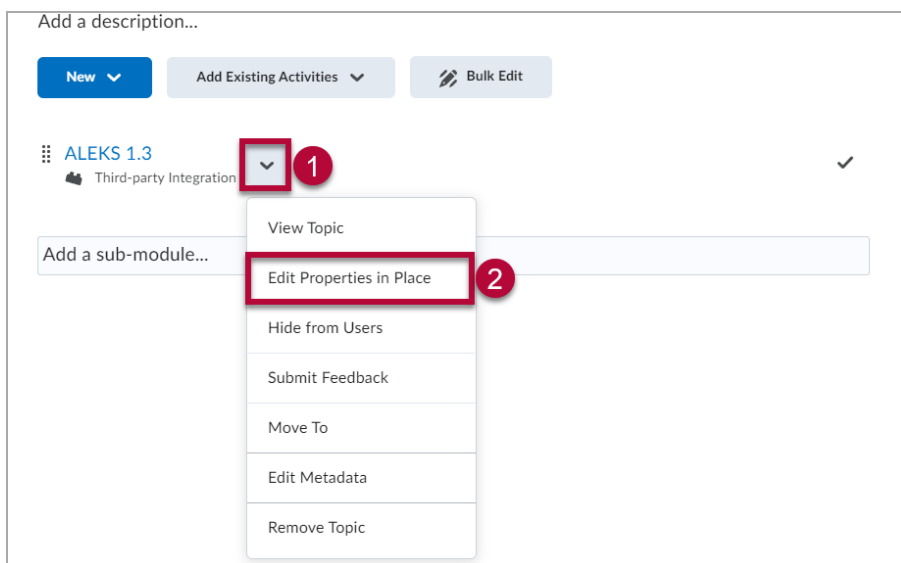 Add a description...
New
Add Existing Activities
Bulk Edit
ALEKS 1.3
1
Third-party Integration
View Topic
Add a sub-module...
Edit Properties in Place
2
Hide from Users
Submit Feedback
Move To
Edit Metadata
Remove Topic